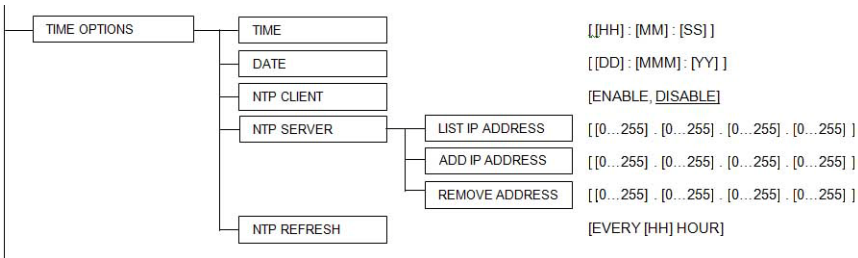 TIME OPTIONS TIME [ [HH] : [MM] : [SS] ]
DATE [ [DD] : [MMM] : [YY] ]
NTP CLIENT [ENABLE, DISABLE]
NTP SERVER LIST IP ADDRESS [ [0...255] . [0...255] . [0...255] . [0...255] ]
ADD IP ADDRESS [ [0...255] . [0...255] . [0...255] . [0...255] ]
REMOVE ADDRESS [ [0...255] . [0...255] . [0...255] . [0...255] ]
NTP REFRESH [EVERY [HH] HOUR]